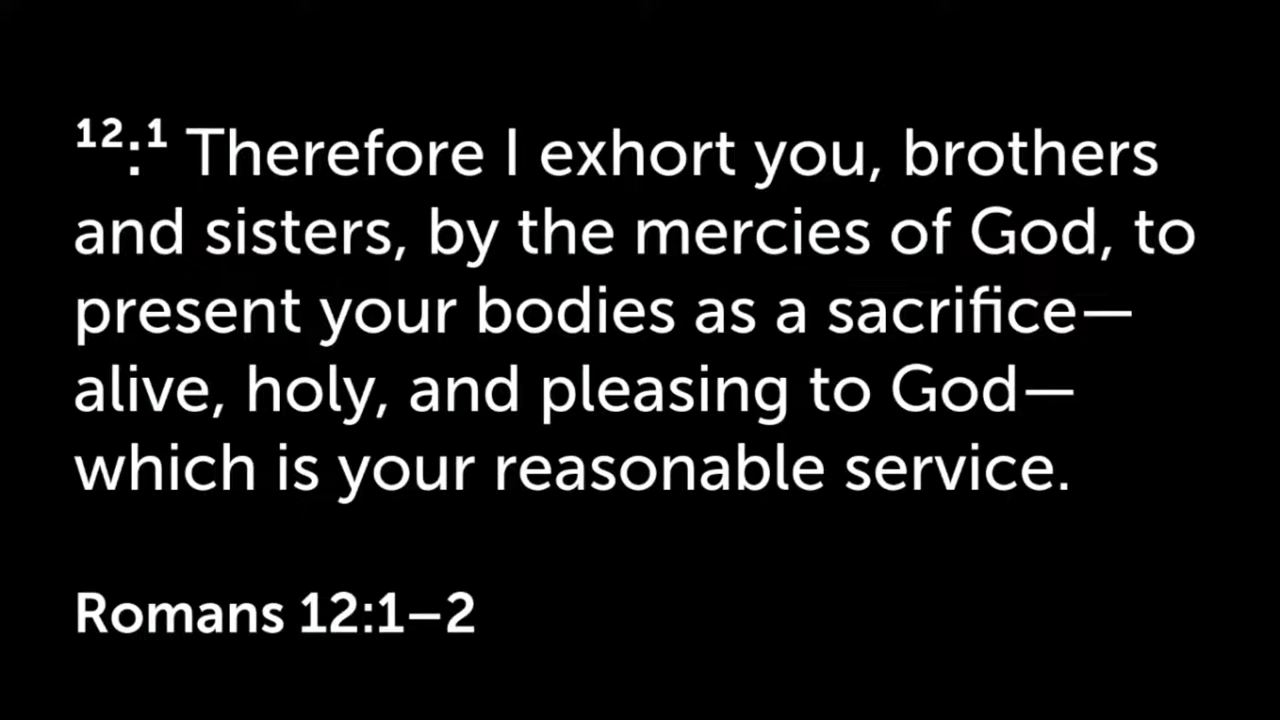 12:1 Therefore I exhort you, brothers
and sisters, by the mercies of God, to
present your bodies as a sacrifice—
alive, holy, and pleasing to God—
which is your reasonable service.
Romans 12:1–2